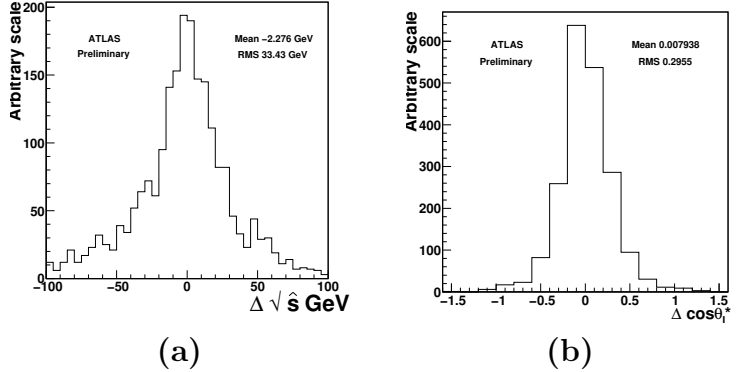 Arbitrary scale
200
150
100
50
0
ATLAS
Preliminary
Mean −2.276 GeV
RMS 33.43 GeV
−100 −50 0 50 100
Δ √ ŝ GeV
(a)
Arbitrary scale
600
500
400
300
200
100
0
ATLAS
Preliminary
Mean 0.007938
RMS 0.2955
−1.5 −1 −0.5 0 0.5 1 1.5
Δ cosθₗ*
(b)